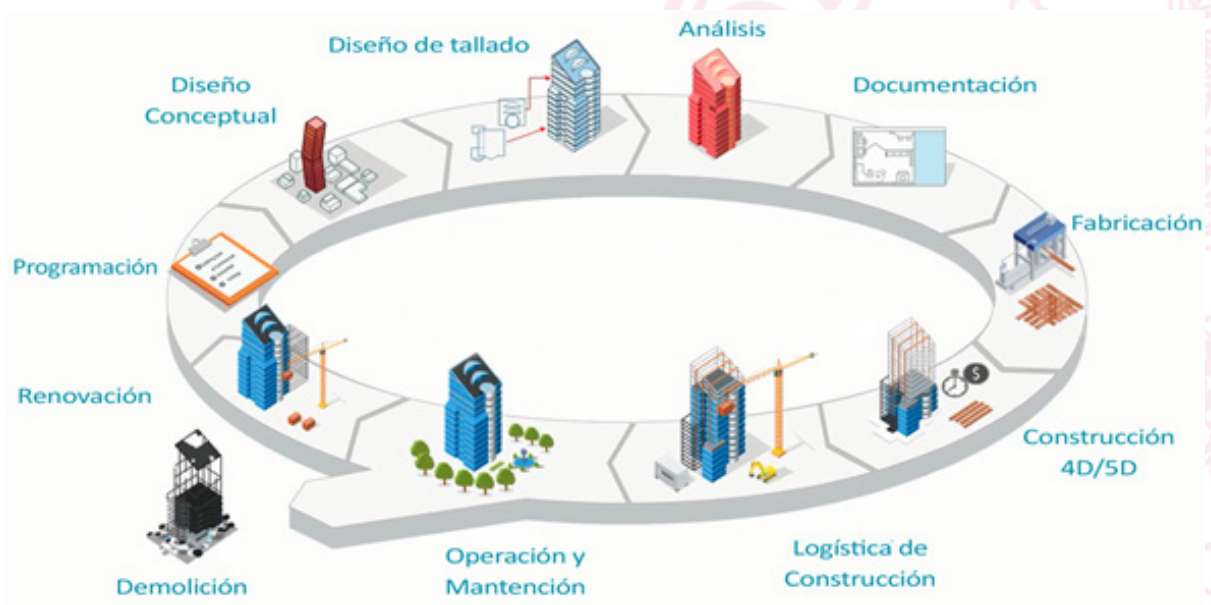 Análisis
Diseño de tallado
Diseño
Conceptual
Documentación
Fabricación
Programación
Renovación
$
Construcción
4D/5D
Logística de
Construcción
Operación y
Mantención
Demolición